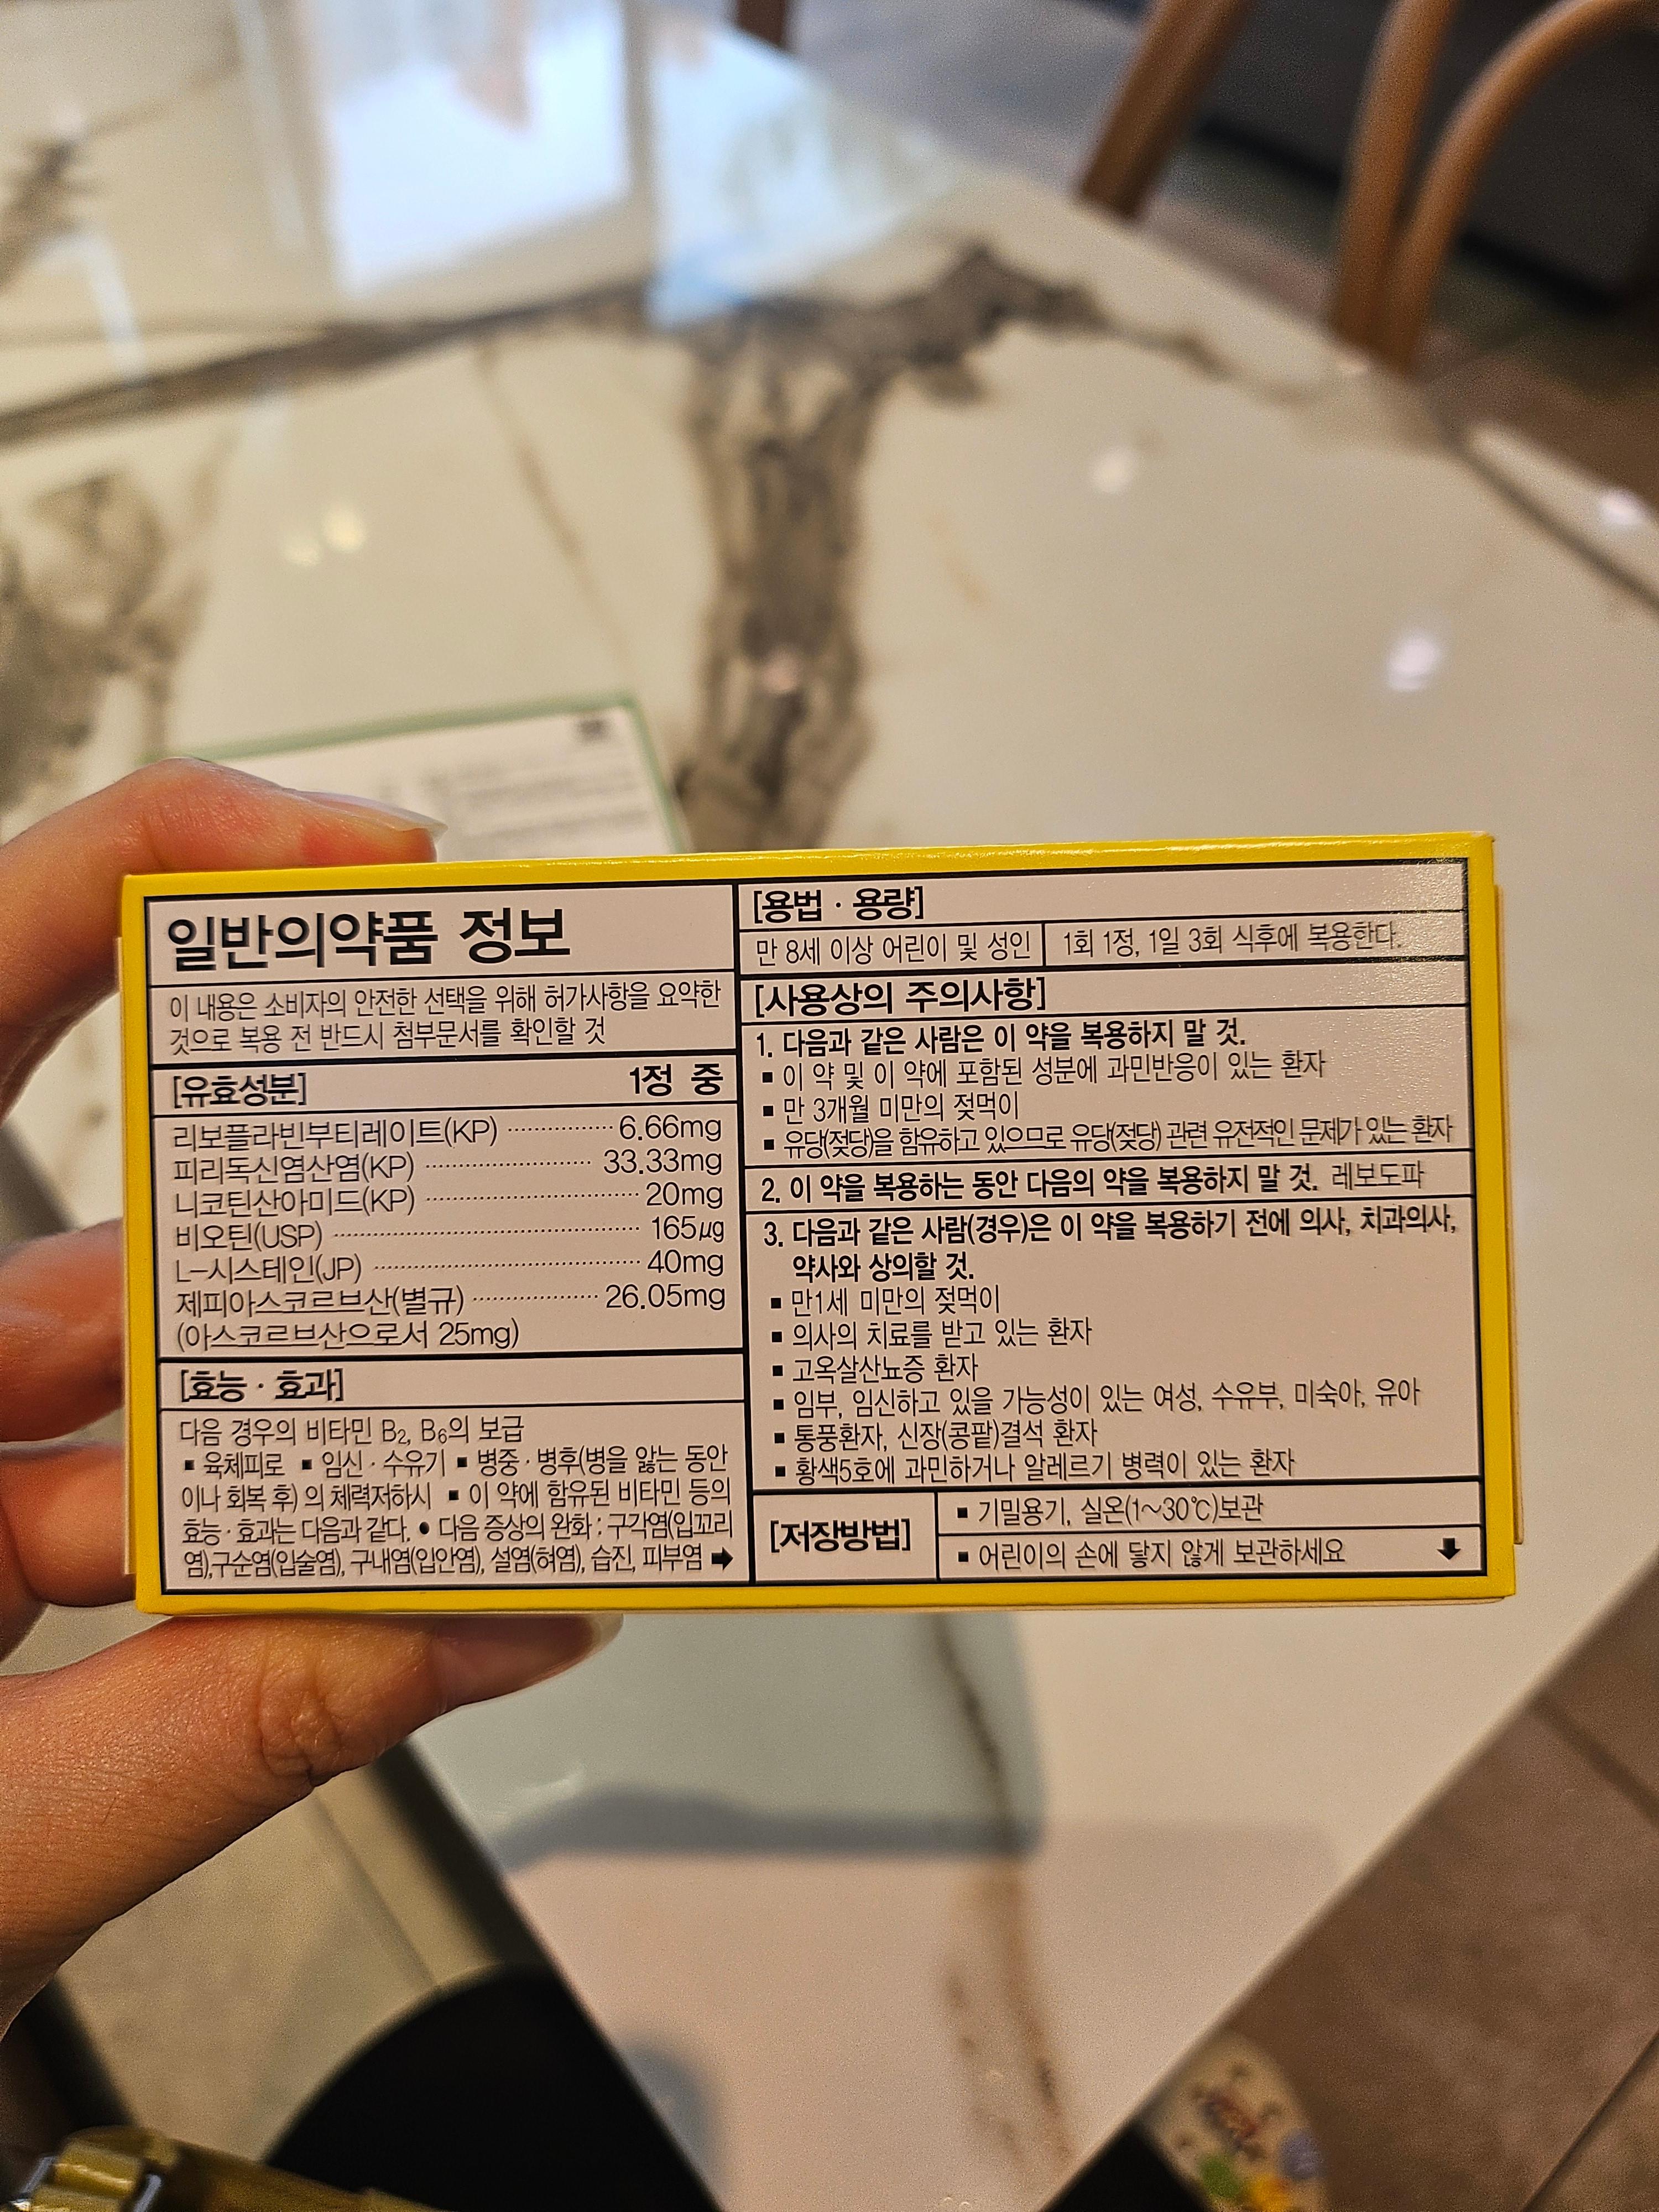 일반의약품 정보
이 내용은 소비자의 안전한 선택을 위해 허가사항을 요약한
것으로 복용 전 반드시 첨부문서를 확인할 것
[유효성분] 1정 중
리보플라빈부티레이트(KP) 6.66mg
피리독신염산염(KP) 33.33mg
니코틴산아미드(KP) 20mg
비오틴(USP) 165µg
L-시스테인(JP) 40mg
제피아스코르브산(별규) 26.05mg
(아스코르브산으로서 25mg)
[효능 · 효과]
다음 경우의 비타민 B₂, B₆의 보급
▪ 육체피로 ▪ 임신 · 수유기 ▪ 병중 · 병후(병을 앓는 동안
이나 회복 후) 의 체력저하시 ▪ 이 약에 함유된 비타민 등의
효능 · 효과는 다음과 같다. ● 다음 증상의 완화 : 구각염(입꼬리
염),구순염(입술염), 구내염(입안염), 설염(혀염), 습진, 피부염 ➡
[용법 · 용량]
만 8세 이상 어린이 및 성인 1회 1정, 1일 3회 식후에 복용한다.
[사용상의 주의사항]
1. 다음과 같은 사람은 이 약을 복용하지 말 것.
▪ 이 약 및 이 약에 포함된 성분에 과민반응이 있는 환자
▪ 만 3개월 미만의 젖먹이
▪ 유당(젖당)을 함유하고 있으므로 유당(젖당) 관련 유전적인 문제가 있는 환자
2. 이 약을 복용하는 동안 다음의 약을 복용하지 말 것. 레보도파
3. 다음과 같은 사람(경우)은 이 약을 복용하기 전에 의사, 치과의사,
약사와 상의할 것.
▪ 만1세 미만의 젖먹이
▪ 의사의 치료를 받고 있는 환자
▪ 고옥살산뇨증 환자
▪ 임부, 임신하고 있을 가능성이 있는 여성, 수유부, 미숙아, 유아
▪ 통풍환자, 신장(콩팥)결석 환자
▪ 황색5호에 과민하거나 알레르기 병력이 있는 환자
[저장방법]
▪ 기밀용기, 실온(1~30℃)보관
▪ 어린이의 손에 닿지 않게 보관하세요 ⬇